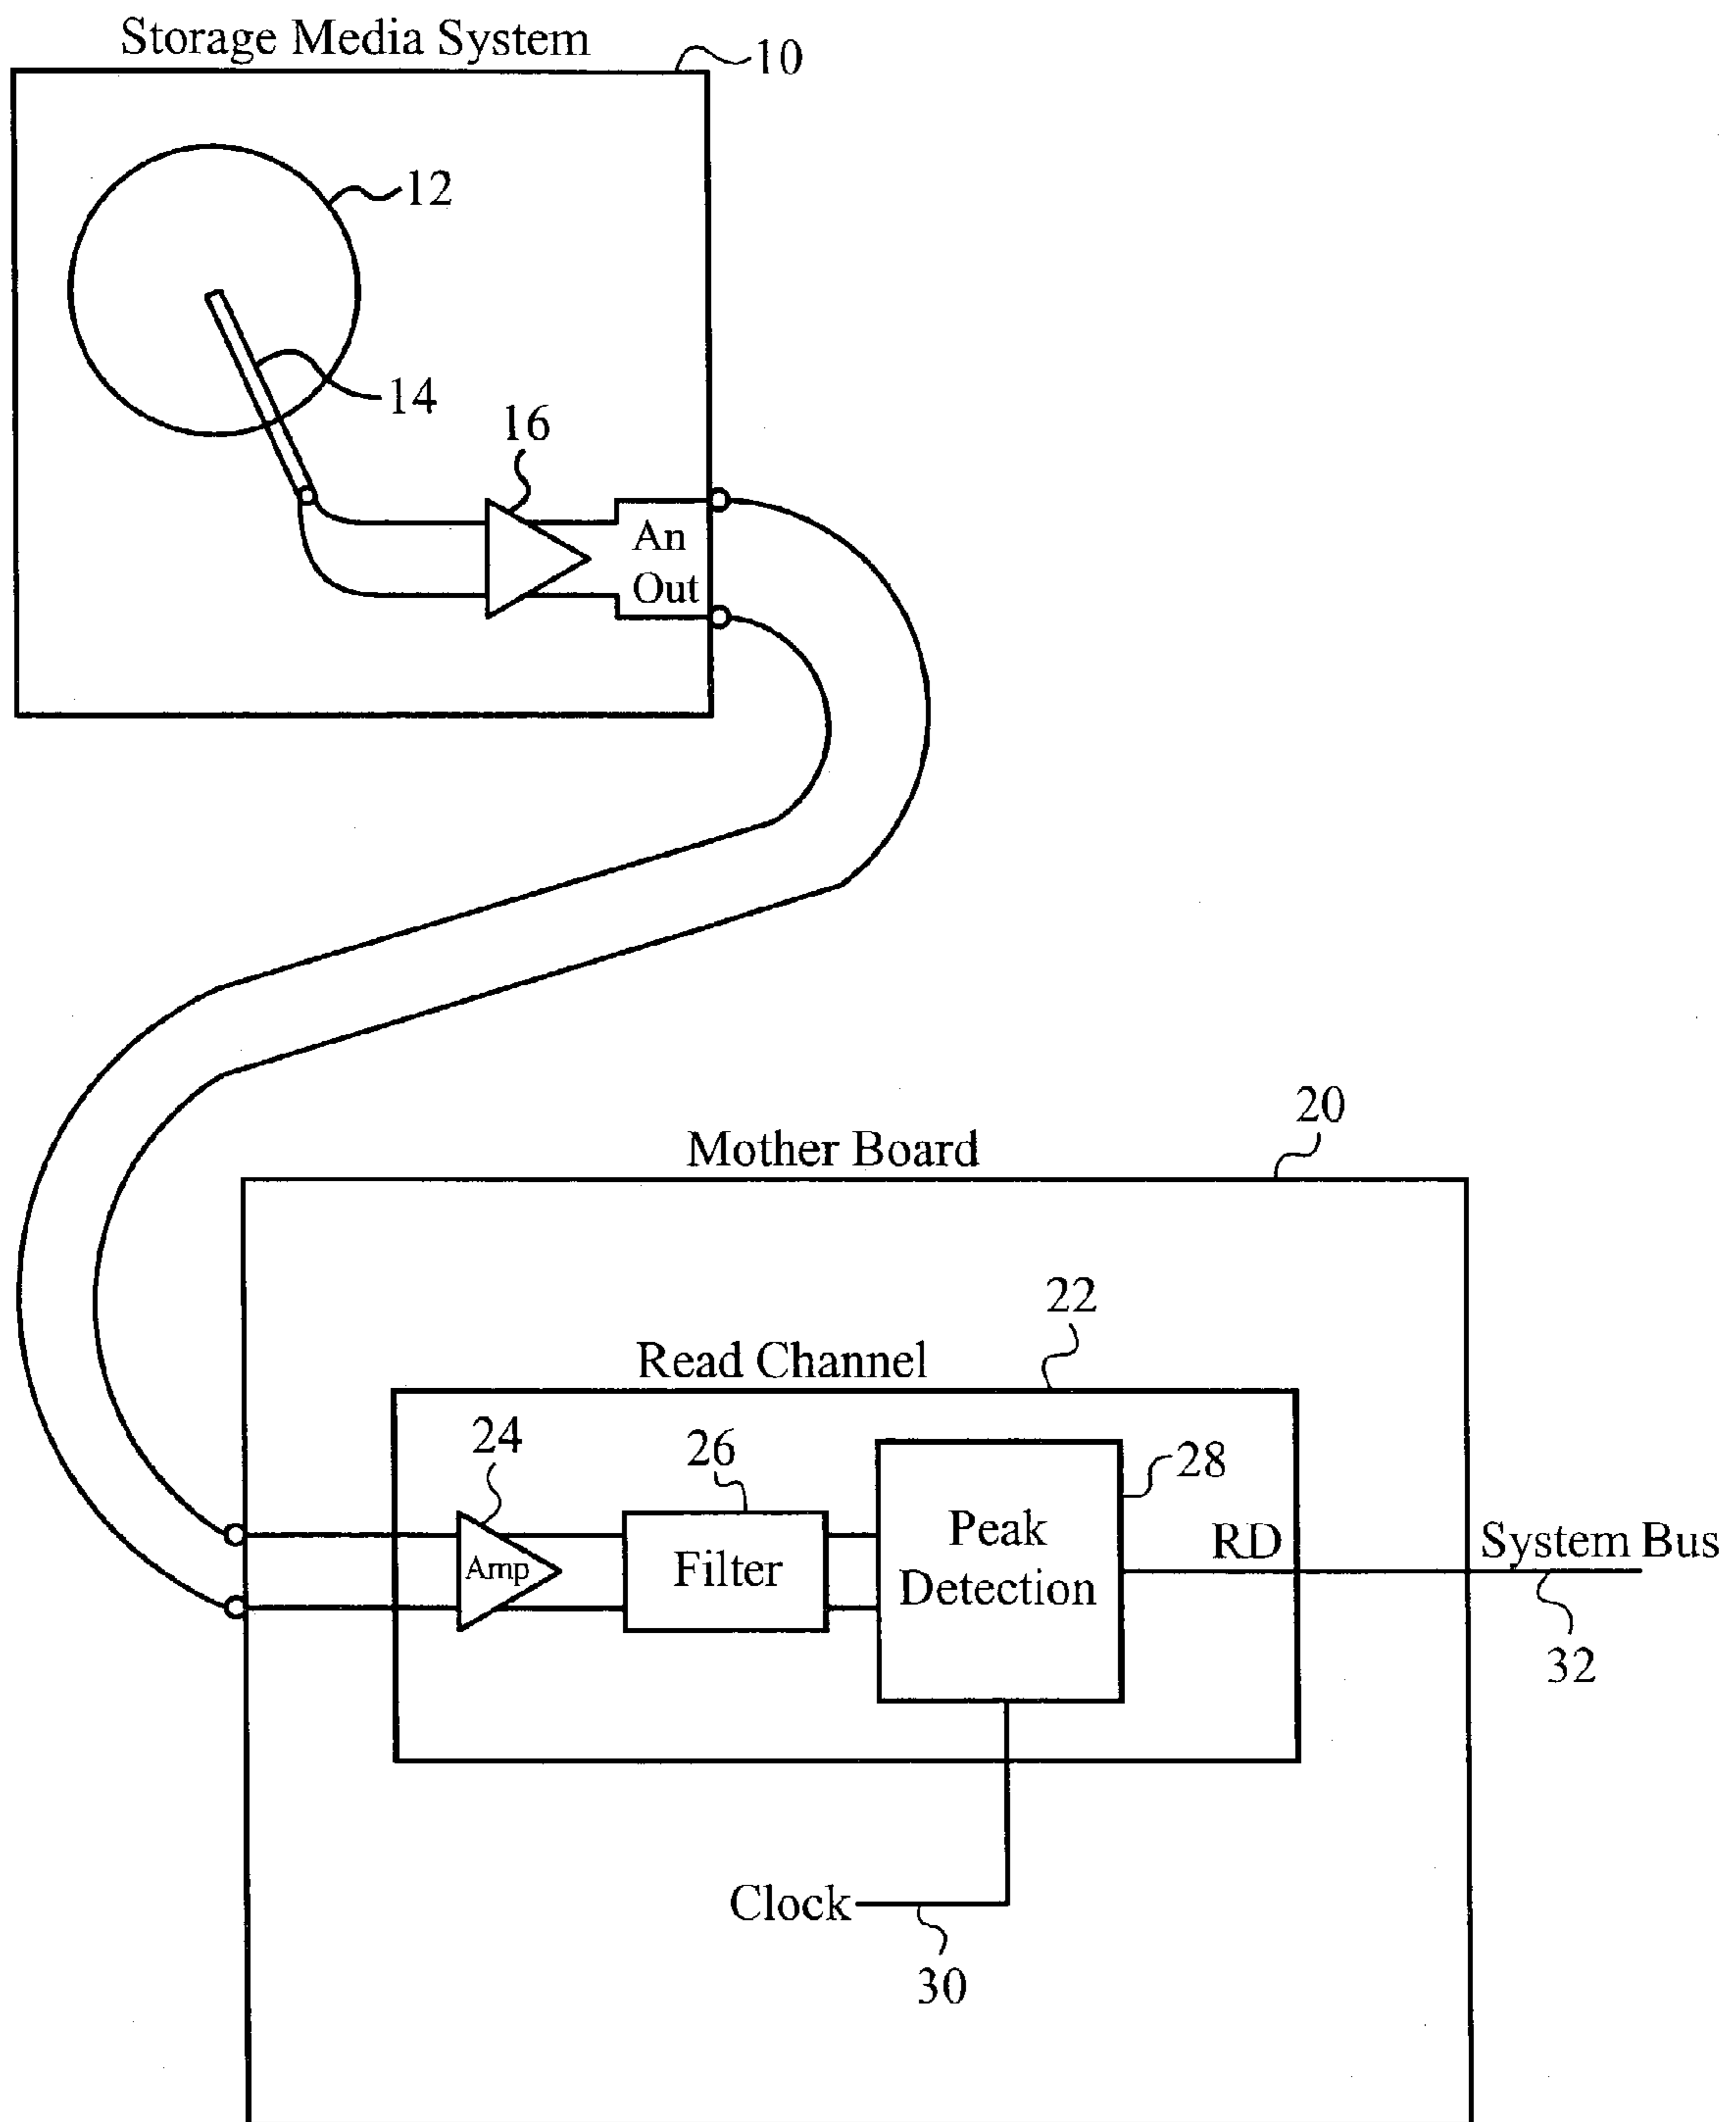 Storage Media System
10
12
14
16
An
Out
20
Mother Board
22
Read Channel
24
26
28
Amp
Filter
Peak
Detection
RD
System Bus
32
Clock
30